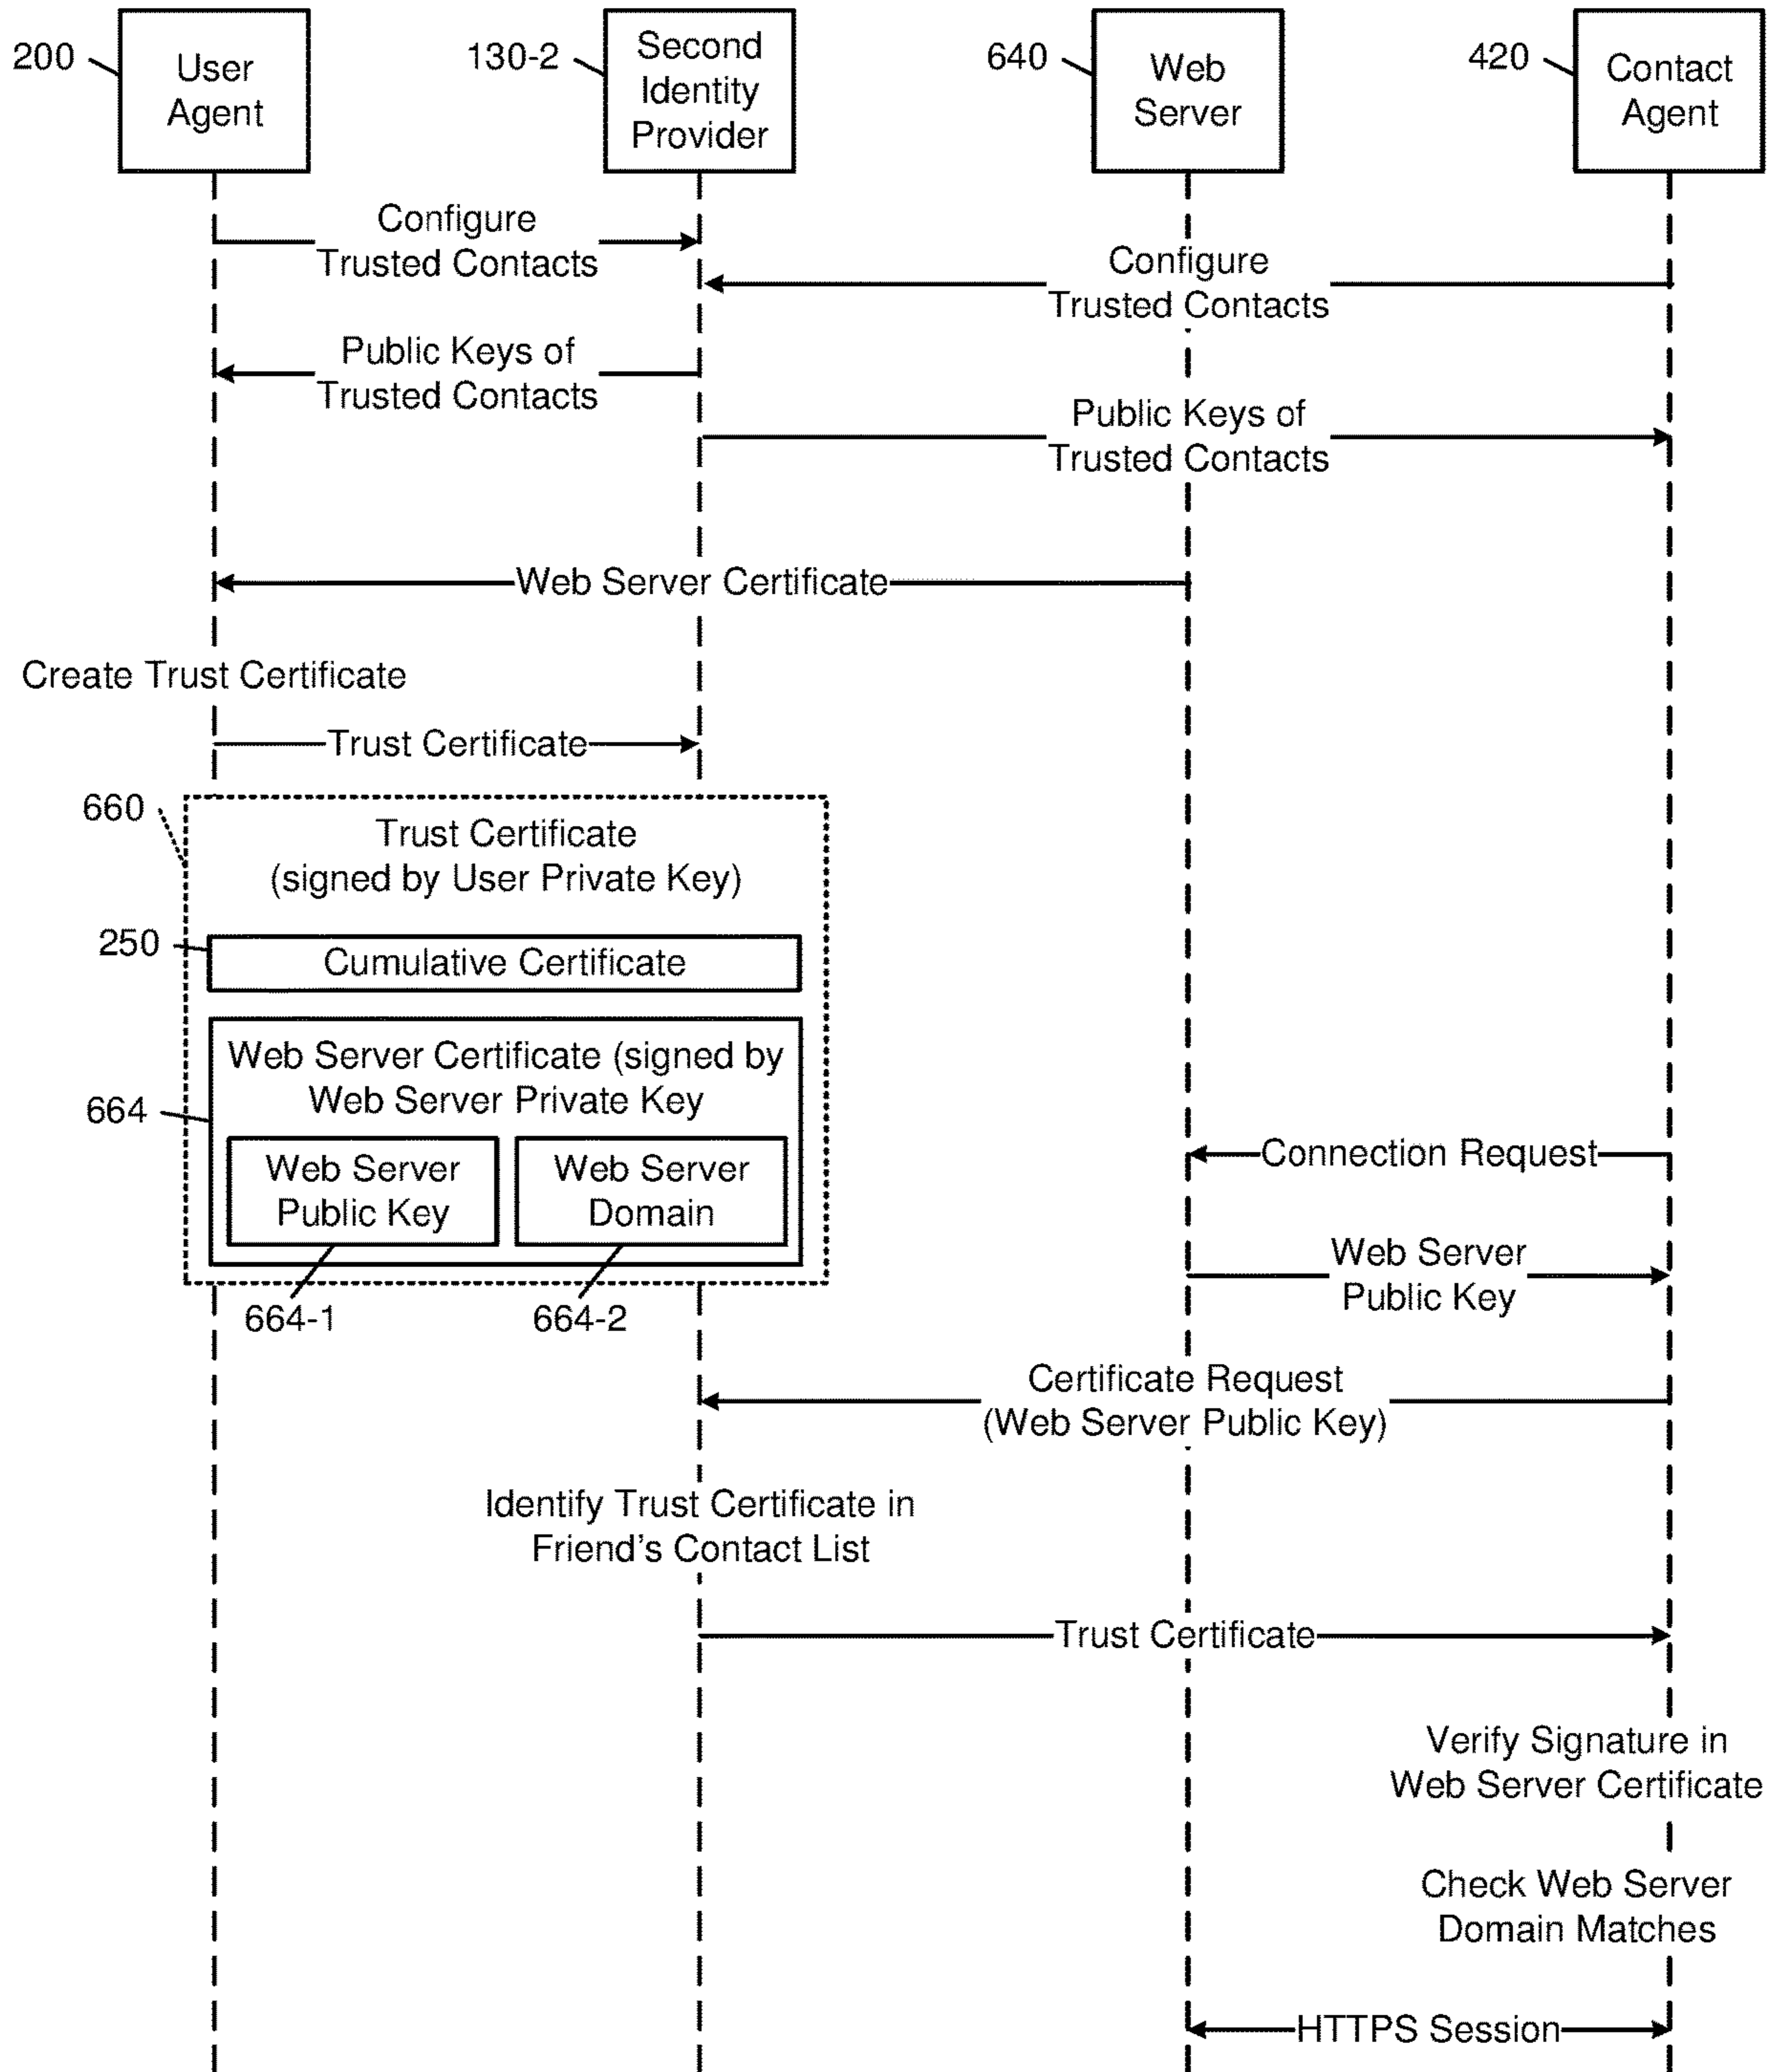 200
User
Agent
130-2
Second
Identity
Provider
640
Web
Server
420
Contact
Agent
Configure
Trusted Contacts
Configure
Trusted Contacts
Public Keys of
Trusted Contacts
Public Keys of
Trusted Contacts
Web Server Certificate
Create Trust Certificate
Trust Certificate
660
Trust Certificate
(signed by User Private Key)
250
Cumulative Certificate
664
Web Server Certificate (signed by
Web Server Private Key
Web Server
Public Key
Web Server
Domain
664-1
664-2
Connection Request
Web Server
Public Key
Certificate Request
(Web Server Public Key)
Identify Trust Certificate in
Friend's Contact List
Trust Certificate
Verify Signature in
Web Server Certificate
Check Web Server
Domain Matches
HTTPS Session